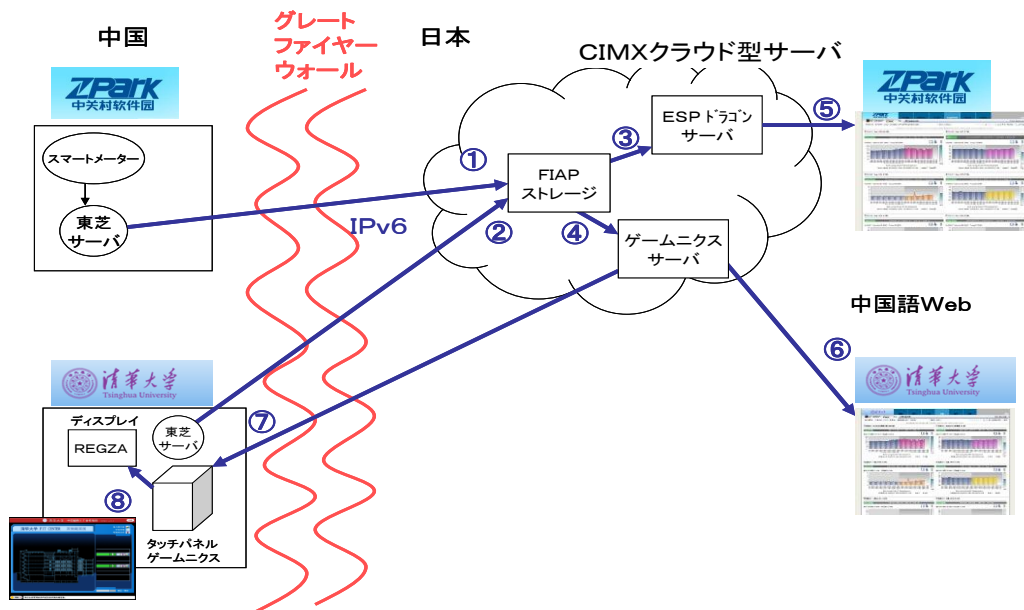 中国
グレート
ファイヤー
ウォール
日本
CIMXクラウド型サーバ
ZPark
中关村软件园
スマートメーター
東芝
サーバ
①
IPv6
②
FIAP
ストレージ
③
ESPドラゴン
サーバ
④
ゲームニクス
サーバ
⑤
ZPark
中关村软件园
中国語Web
⑥
清華大学
Tsinghua University
清華大学
Tsinghua University
ディスプレイ
REGZA
東芝
サーバ
⑦
⑧
タッチパネル
ゲームニクス